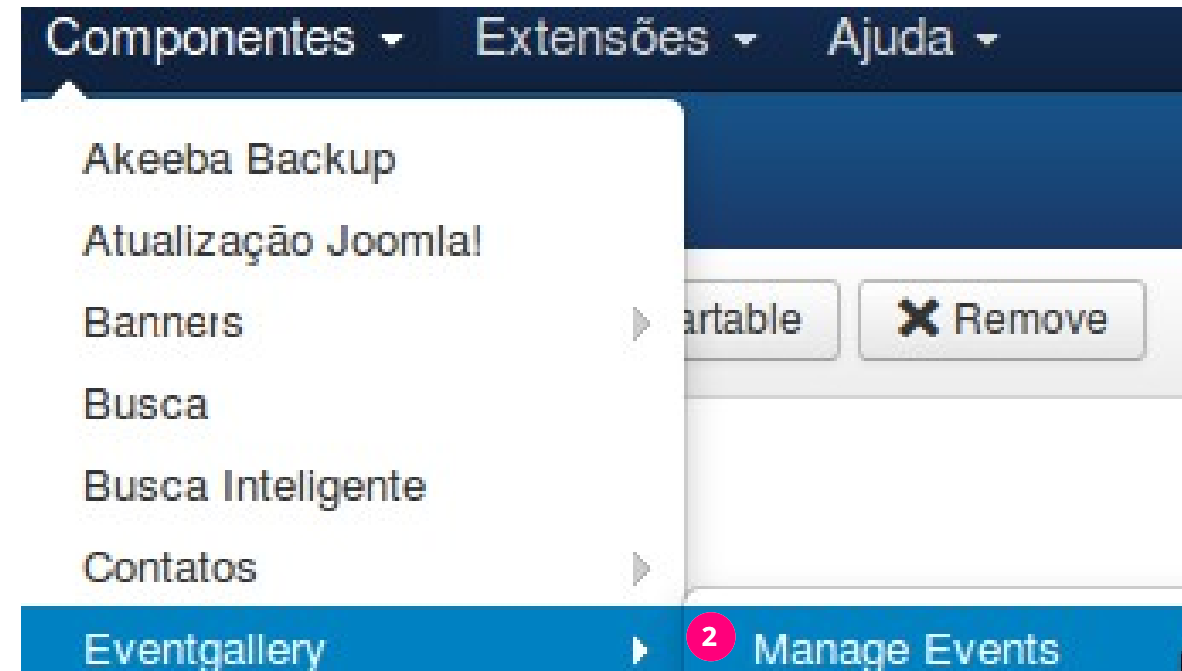 Componentes Extensões Ajuda
Akeeba Backup
Atualização Joomla!
Banners
artable Remove
Busca
Busca Inteligente
Contatos
Eventgallery
2 Manage Events